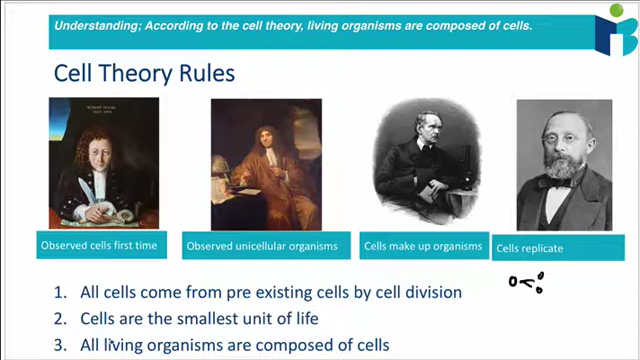 Understanding; According to the cell theory, living organisms are composed of cells.
Cell Theory Rules
Observed cells first time
Observed unicellular organisms
Cells make up organisms
Cells replicate
1. All cells come from pre existing cells by cell division
2. Cells are the smallest unit of life
3. All living organisms are composed of cells